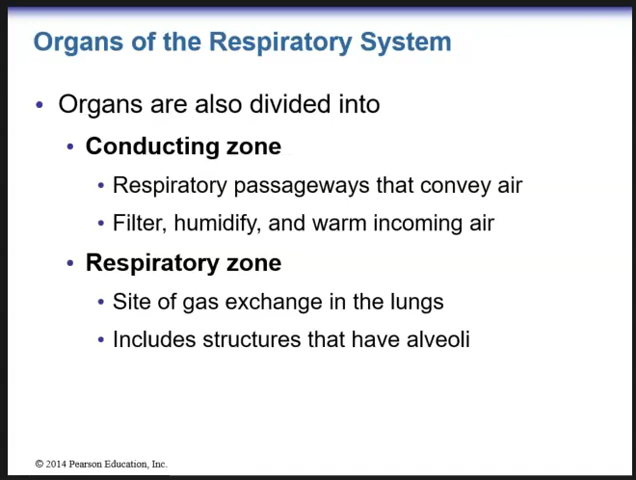 Organs of the Respiratory System
• Organs are also divided into
• Conducting zone
• Respiratory passageways that convey air
• Filter, humidify, and warm incoming air
• Respiratory zone
• Site of gas exchange in the lungs
• Includes structures that have alveoli
© 2014 Pearson Education, Inc.